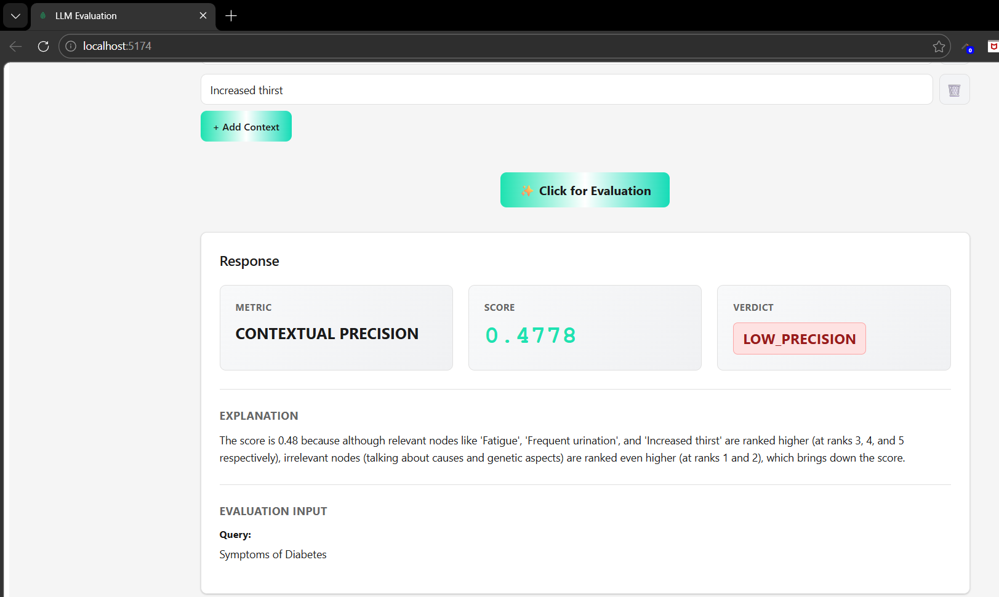 LLM Evaluation
localhost:5174
0
Increased thirst
+ Add Context
✨ Click for Evaluation
Response
METRIC
CONTEXTUAL PRECISION
SCORE
0.4778
VERDICT
LOW_PRECISION
EXPLANATION
The score is 0.48 because although relevant nodes like 'Fatigue', 'Frequent urination', and 'Increased thirst' are ranked higher (at ranks 3, 4, and 5
respectively), irrelevant nodes (talking about causes and genetic aspects) are ranked even higher (at ranks 1 and 2), which brings down the score.
EVALUATION INPUT
Query:
Symptoms of Diabetes